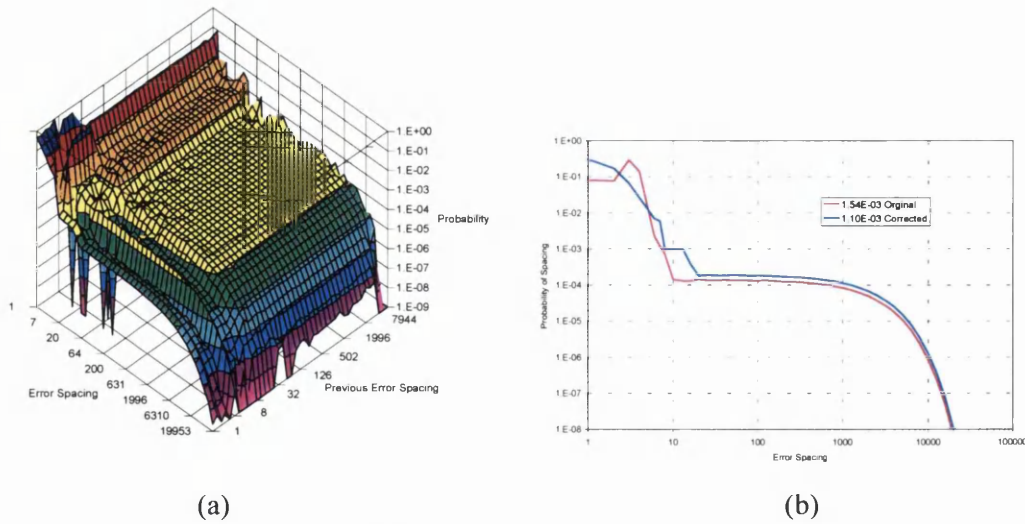 1.E+00
1.E-01
1.E-02
1.E-03
1.E-04
Probability
1.E-05
1.E-06
1.E-07
1.E-08
1.E-09
1
7
20
64
200
631
1996
6310
19953
Error Spacing
7944
1996
502
126
32
8
1
Previous Error Spacing
(a)
1.E+00
1.E-01
1.E-02
1.E-03
1.E-04
1.E-05
1.E-06
1.E-07
1.E-08
Probability of Spacing
1.54E-03 Orginal
1.10E-03 Corrected
1
10
100
1000
10000
100000
Error Spacing
(b)